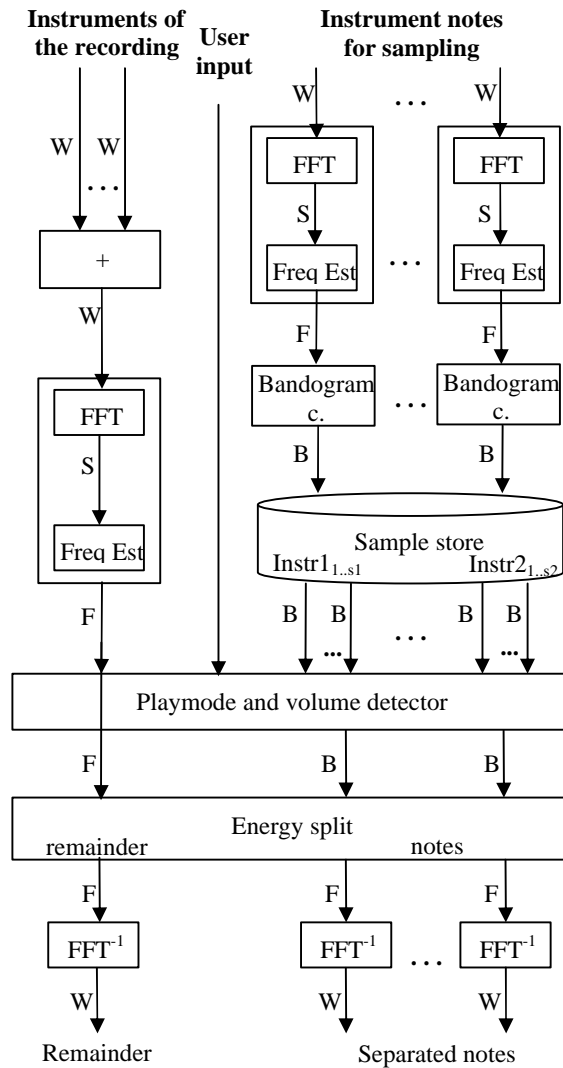 Instruments of
the recording
User
input
Instrument notes
for sampling
W W
...
W ... W
FFT FFT
S S
Freq Est ... Freq Est
+
W
F F
Bandogram
c.
...
Bandogram
c.
FFT
S
Freq Est
B B
Sample store
Instr1 1..s1 Instr2 1..s2
F
B B ... B B
... ...
Playmode and volume detector
F B B
Energy split
remainder notes
F F F
FFT-1 FFT-1 ... FFT-1
W W W
Remainder Separated notes